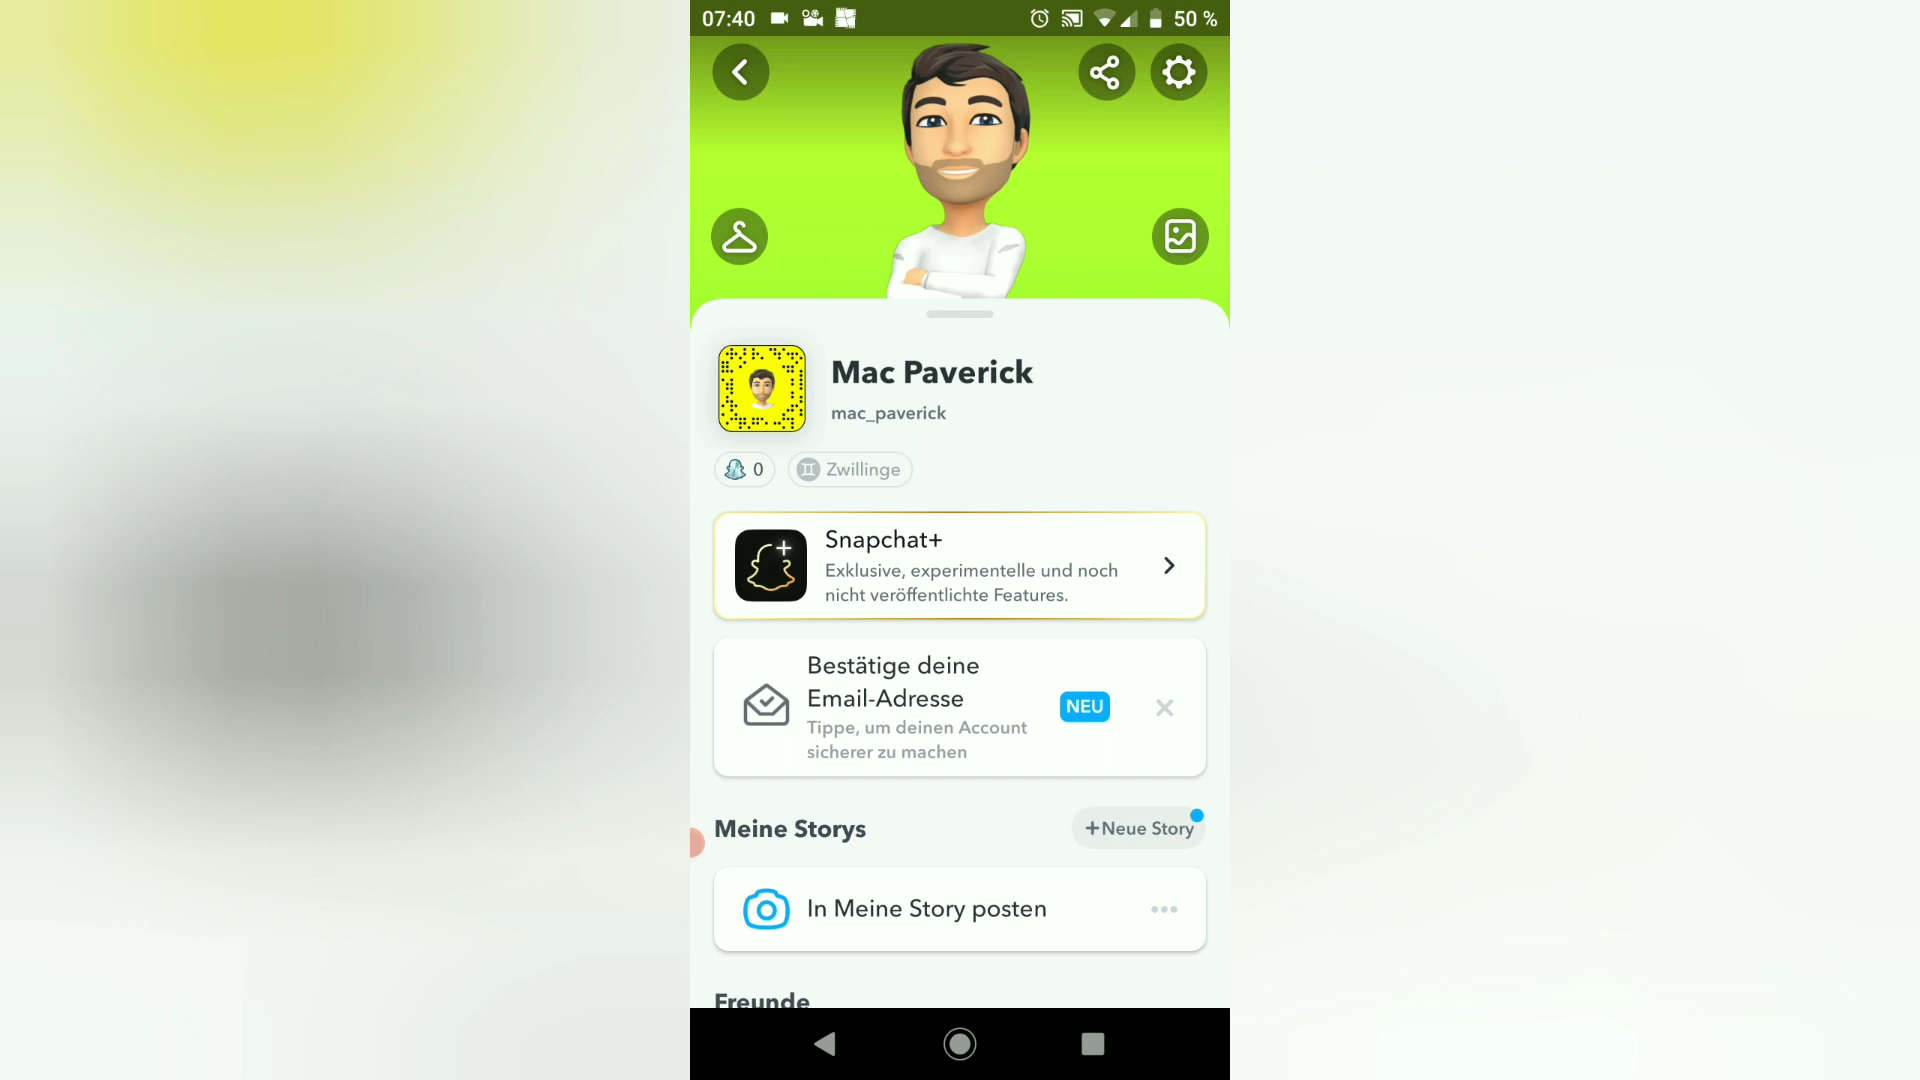 07:40
50 %
Mac Paverick
mac_paverick
0
Zwillinge
Snapchat+
Exklusive, experimentelle und noch
nicht veröffentlichte Features.
Bestätige deine
Email-Adresse
NEU
Tippe, um deinen Account
sicherer zu machen
Meine Storys
+Neue Story
In Meine Story posten
Freunde